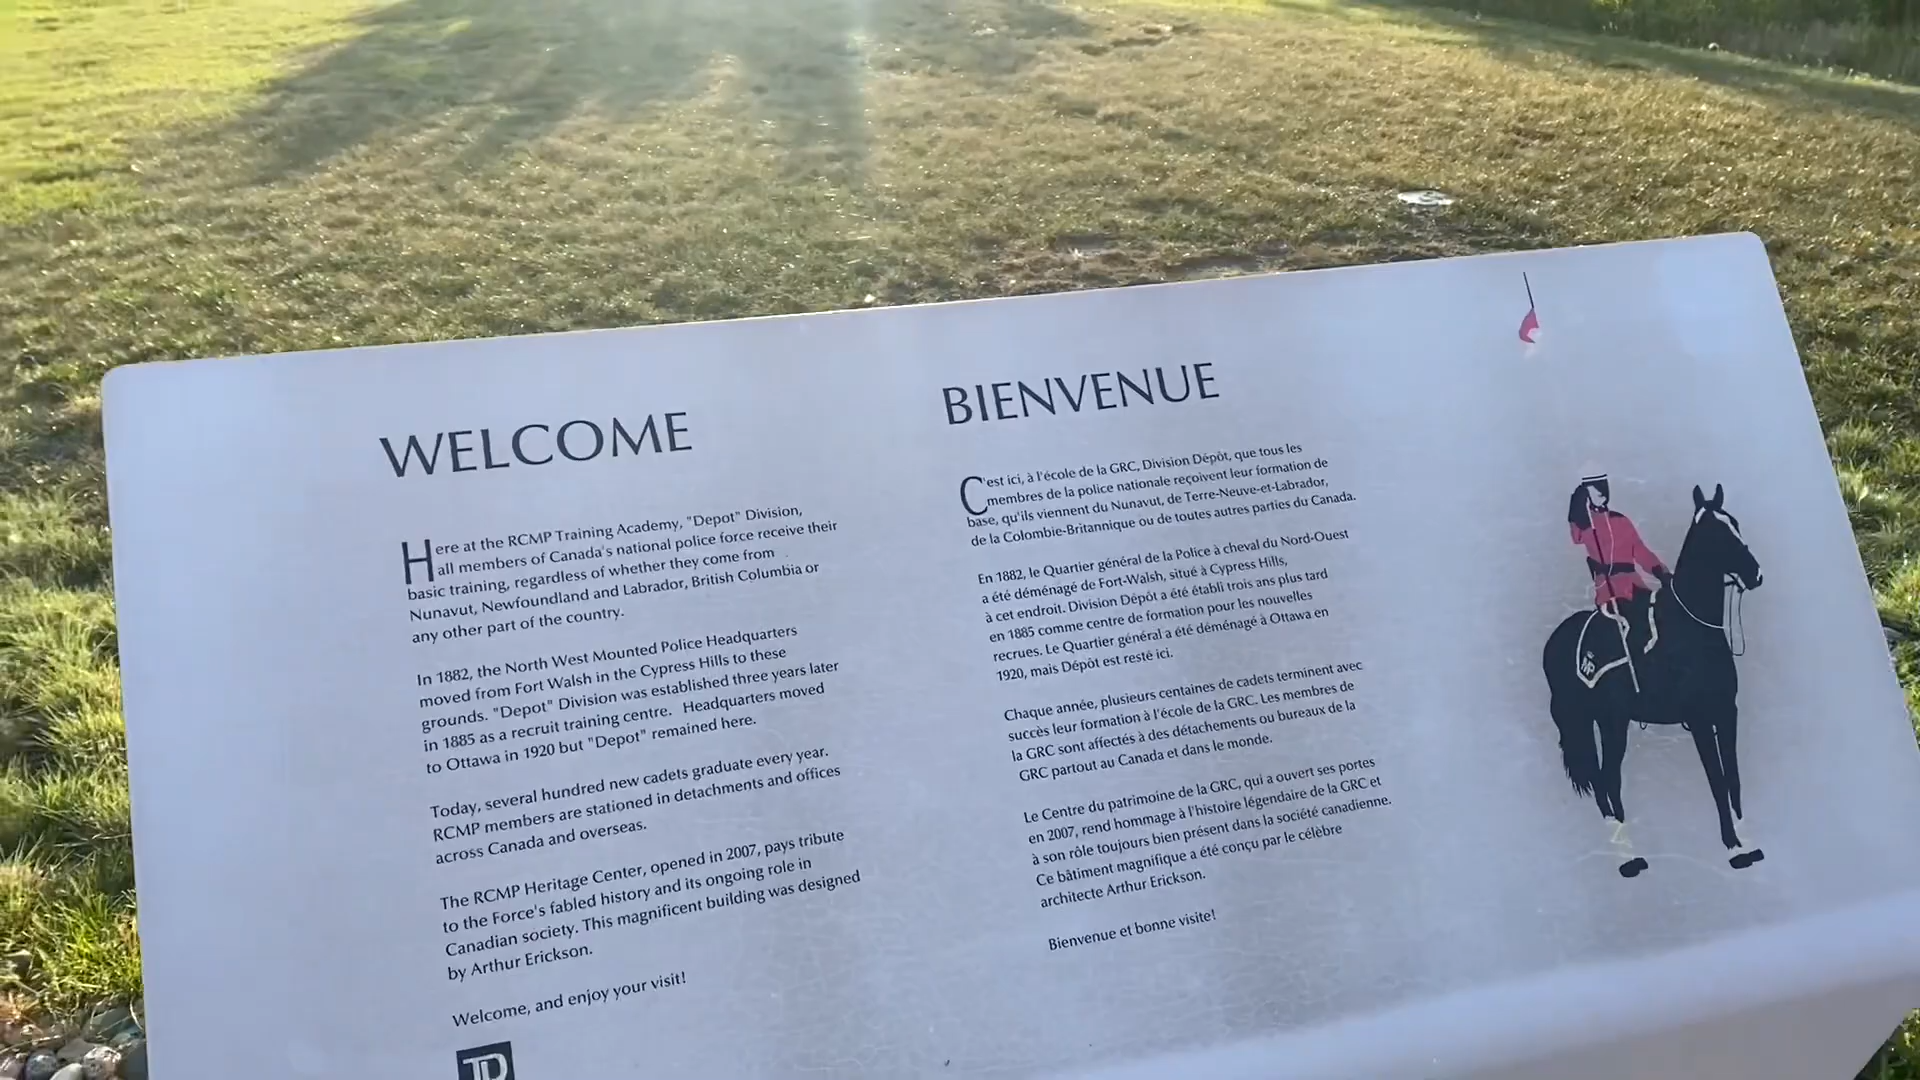 WELCOME
Here at the RCMP Training Academy, "Depot" Division,
all members of Canada's national police force receive their
basic training, regardless of whether they come from
Nunavut, Newfoundland and Labrador, British Columbia or
any other part of the country.
In 1882, the North West Mounted Police Headquarters
moved from Fort Walsh in the Cypress Hills to these
grounds. "Depot" Division was established three years later
in 1885 as a recruit training centre. Headquarters moved
to Ottawa in 1920 but "Depot" remained here.
Today, several hundred new cadets graduate every year.
RCMP members are stationed in detachments and offices
across Canada and overseas.
The RCMP Heritage Center, opened in 2007, pays tribute
to the Force's fabled history and its ongoing role in
Canadian society. This magnificent building was designed
by Arthur Erickson.
Welcome, and enjoy your visit!
TD
BIENVENUE
C'est ici, à l'école de la GRC, Division Dépôt, que tous les
membres de la police nationale reçoivent leur formation de
base, qu'ils viennent du Nunavut, de Terre-Neuve-et-Labrador,
de la Colombie-Britannique ou de toutes autres parties du Canada.
En 1882, le Quartier général de la Police à cheval du Nord-Ouest
a été déménagé de Fort-Walsh, situé à Cypress Hills,
à cet endroit. Division Dépôt a été établi trois ans plus tard
en 1885 comme centre de formation pour les nouvelles
recrues. Le Quartier général a été déménagé à Ottawa en
1920, mais Dépôt est resté ici.
Chaque année, plusieurs centaines de cadets terminent avec
succès leur formation à l'école de la GRC. Les membres de
la GRC sont affectés à des détachements ou bureaux de la
GRC partout au Canada et dans le monde.
Le Centre du patrimoine de la GRC, qui a ouvert ses portes
en 2007, rend hommage à l'histoire légendaire de la GRC et
à son rôle toujours bien présent dans la société canadienne.
Ce bâtiment magnifique a été conçu par le célèbre
architecte Arthur Erickson.
Bienvenue et bonne visite!
MP